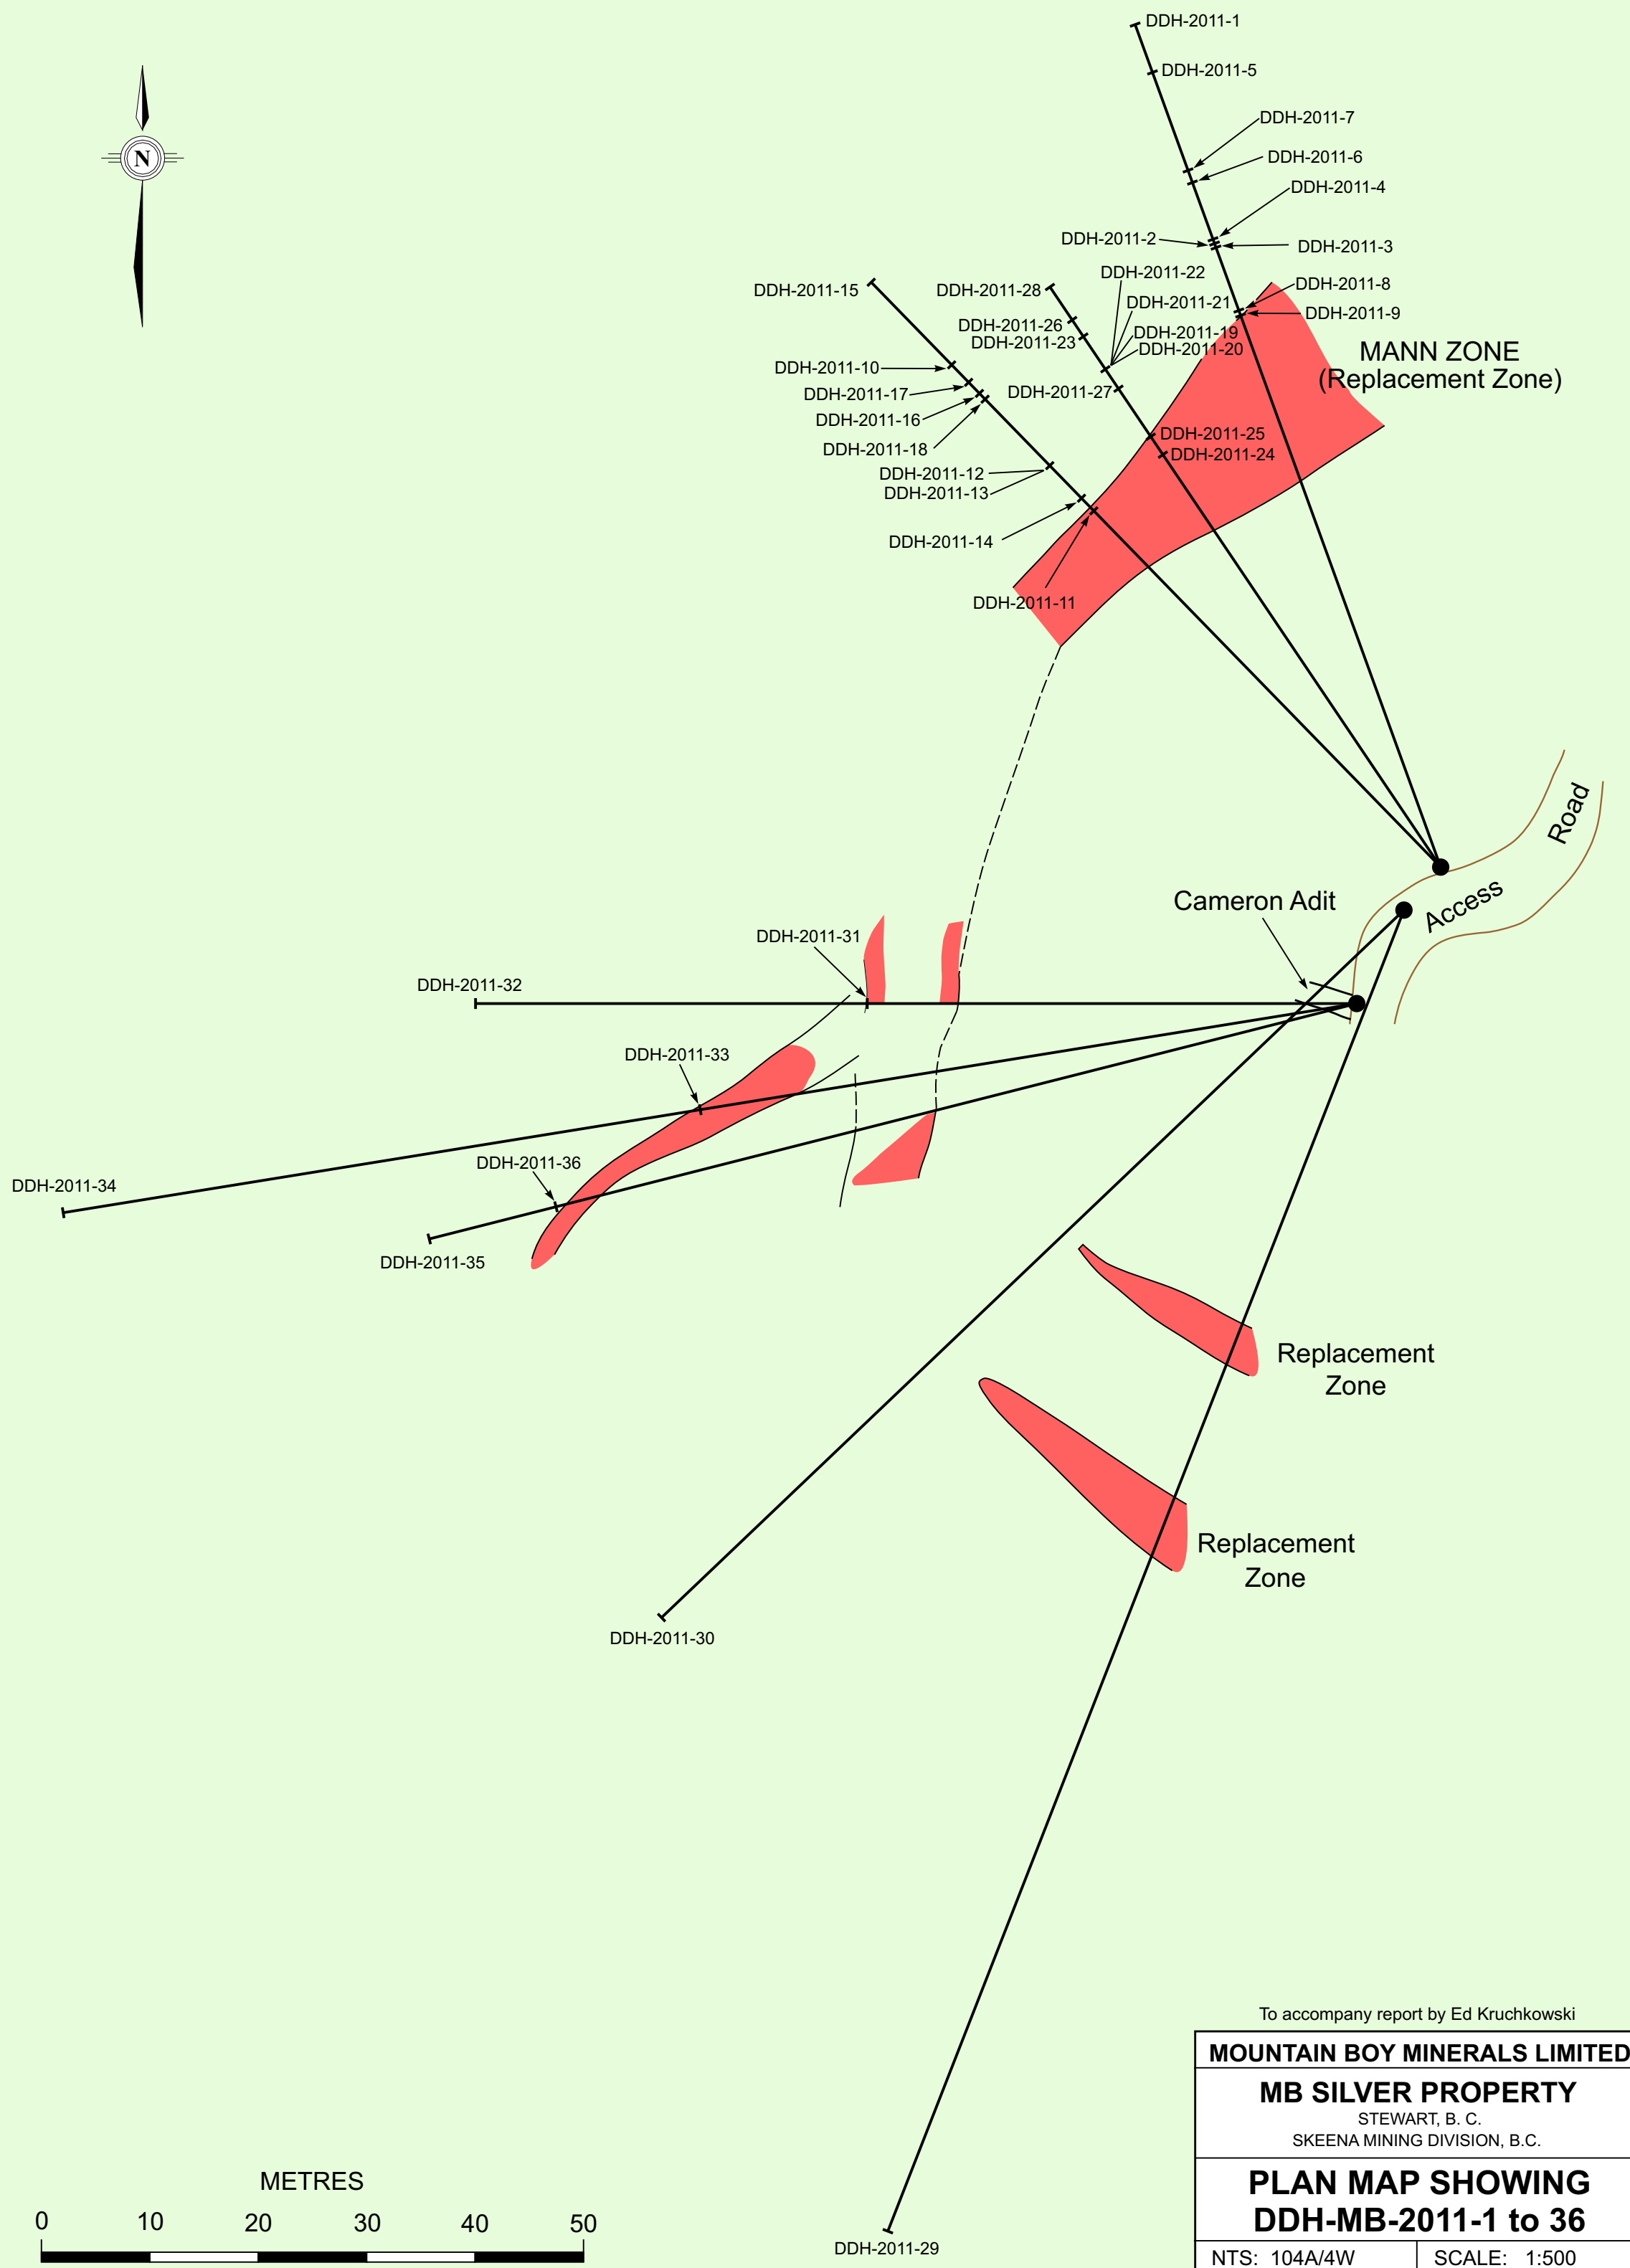 DDH-2011-1
DDH-2011-5
DDH-2011-7
N
DDH-2011-6
DDH-2011-4
DDH-2011-2
DDH-2011-3
DDH-2011-22
DDH-2011-8
DDH-2011-15
DDH-2011-28
DDH-2011-21
DDH-2011-9
DDH-2011-26
DDH-2011-19
DDH-2011-23
DDH-2011-20
MANN ZONE
(Replacement Zone)
DDH-2011-10
DDH-2011-17
DDH-2011-27
DDH-2011-16
DDH-2011-25
DDH-2011-18
DDH-2011-24
DDH-2011-12
DDH-2011-13
DDH-2011-14
DDH-2011-11
Road
Access
Cameron Adit
DDH-2011-31
DDH-2011-32
DDH-2011-33
DDH-2011-36
DDH-2011-34
DDH-2011-35
Replacement
Zone
Replacement
Zone
DDH-2011-30
To accompany report by Ed Kruchkowski
MOUNTAIN BOY MINERALS LIMITED
MB SILVER PROPERTY
STEWART, B. C.
SKEENA MINING DIVISION, B.C.
PLAN MAP SHOWING
DDH-MB-2011-1 to 36
NTS: 104A/4W SCALE: 1:500
METRES
0 10 20 30 40 50
DDH-2011-29